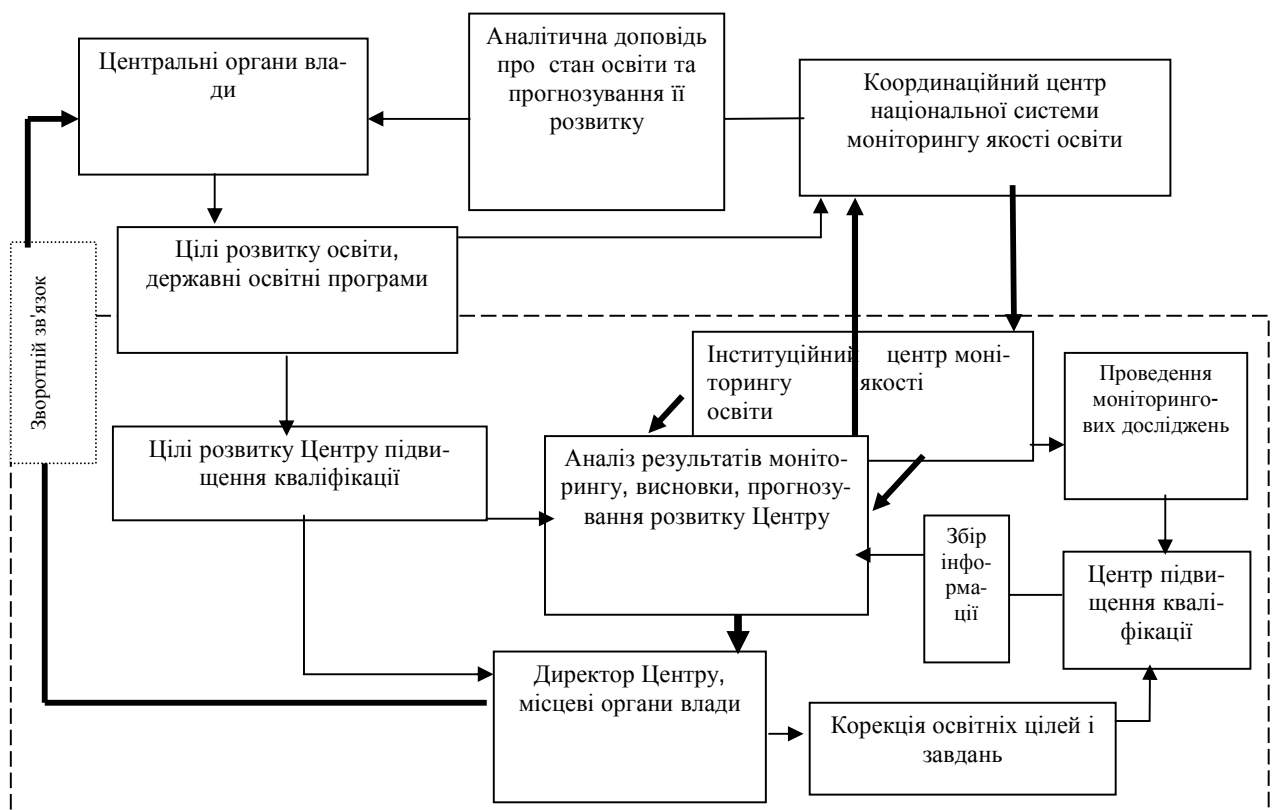 Центральні органи вла-
ди
Аналітична доповідь
про стан освіти та
прогнозування її
розвитку
Координаційний центр
національної системи
моніторингу якості освіти
Цілі розвитку освіти,
державні освітні програми
Зворотній зв'язок
Інституційний центр моні-
торингу якості
освіти
Проведення
моніторинго-
вих досліджень
Цілі розвитку Центру підви-
щення кваліфікації
Аналіз результатів моніто-
рингу, висновки, прогнозу-
вання розвитку Центру
Збір
інфо-
рма-
ції
Центр підви-
щення кваліфікації
Директор Центру,
місцеві органи влади
Корекція освітніх цілей і
завдань